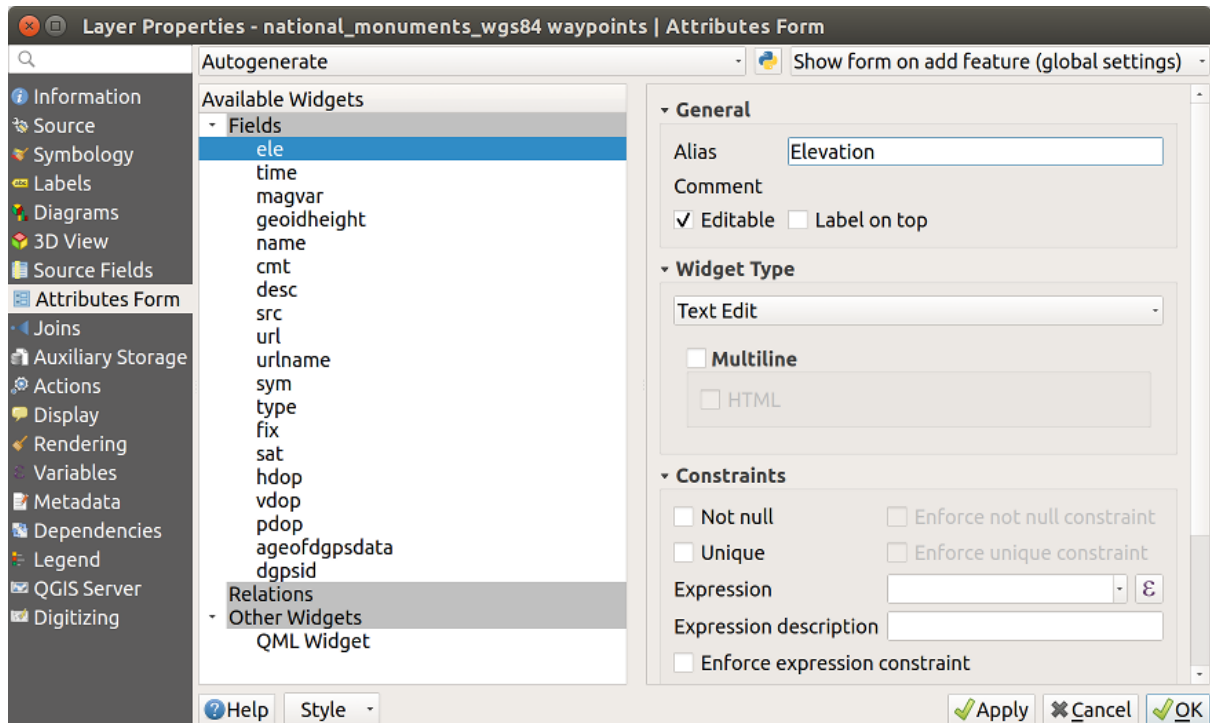 Layer Properties - national_monuments_wgs84 waypoints | Attributes Form
Autogenerate
Show form on add feature (global settings)
Information
Source
Symbology
abc
Labels
Diagrams
3D View
Source Fields
Attributes Form
Joins
Auxiliary Storage
Actions
Display
Rendering
Variables
Metadata
Dependencies
Legend
QGIS Server
Digitizing
Available Widgets
Fields
ele
time
magvar
geoidheight
name
cmt
desc
src
url
urlname
sym
type
fix
sat
hdop
vdop
pdop
ageofdgpsdata
dgpsid
Relations
Other Widgets
QML Widget
General
Alias Elevation
Comment
Editable Label on top
Widget Type
Text Edit
Multiline
HTML
Constraints
Not null Enforce not null constraint
Unique Enforce unique constraint
Expression ε
Expression description
Enforce expression constraint
Help Style Apply Cancel OK